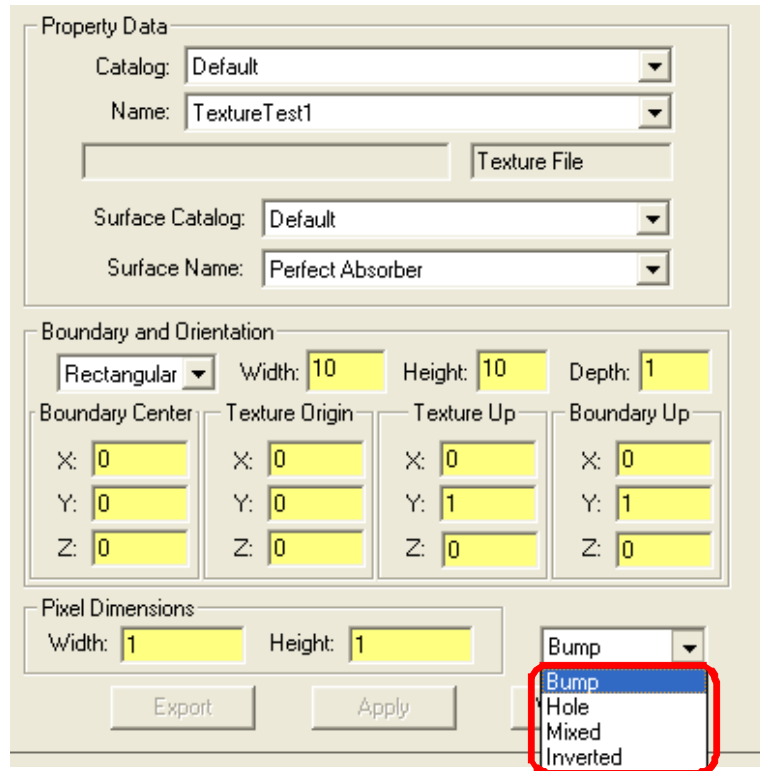 Property Data
Catalog: Default
Name: TextureTest1
Texture File
Surface Catalog: Default
Surface Name: Perfect Absorber
Boundary and Orientation
Rectangular Width: 10 Height: 10 Depth: 1
Boundary Center Texture Origin Texture Up Boundary Up
X: 0 X: 0 X: 0 X: 0
Y: 0 Y: 0 Y: 1 Y: 1
Z: 0 Z: 0 Z: 0 Z: 0
Pixel Dimensions
Width: 1 Height: 1 Bump
Bump
Export Apply
Hole
Mixed
Inverted